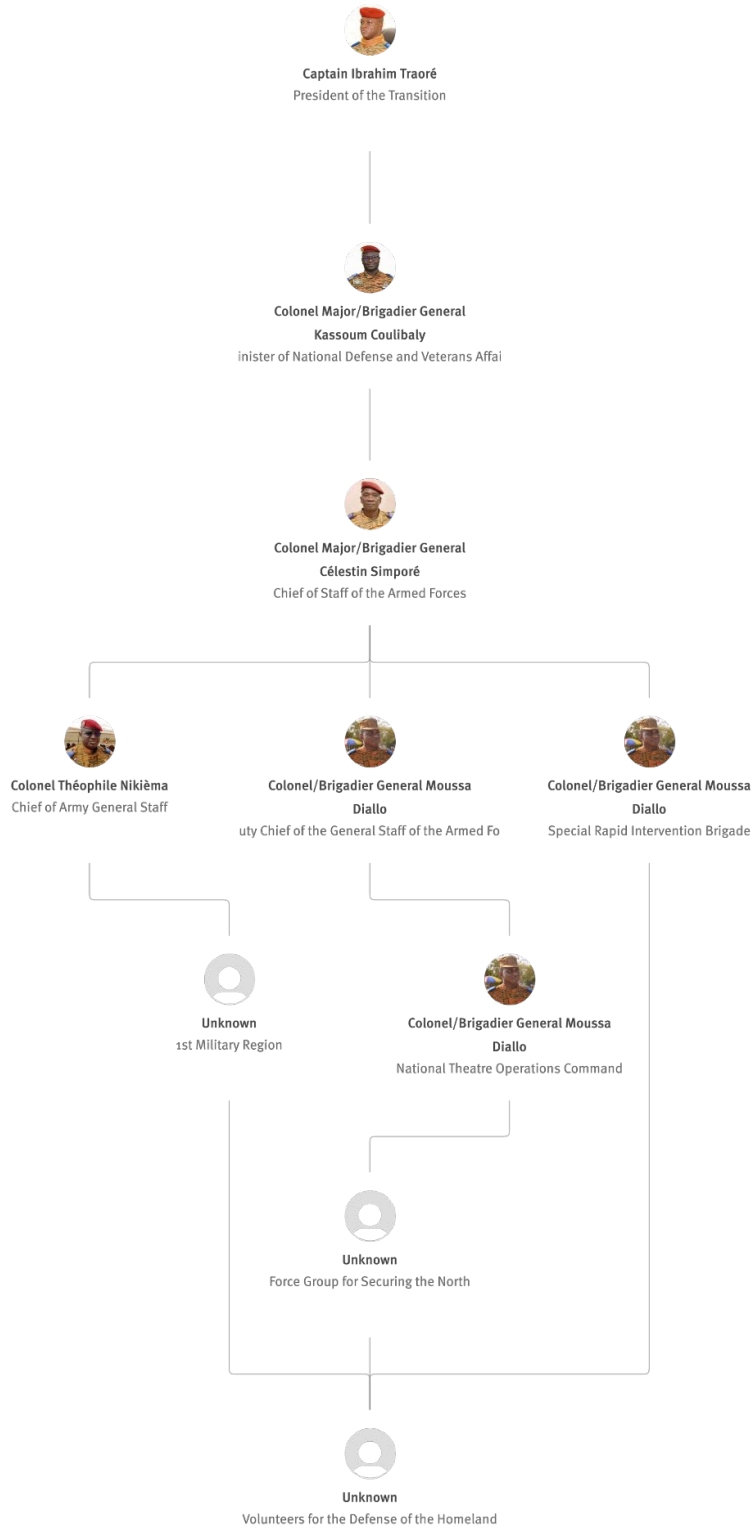 Captain Ibrahim Traoré
President of the Transition
Colonel Major/Brigadier General
Kassoum Coulibaly
inister of National Defense and Veterans Affai
Colonel Major/Brigadier General
Célestin Simporé
Chief of Staff of the Armed Forces
Colonel Théophile Nikièma
Chief of Army General Staff
Colonel/Brigadier General Moussa
Diallo
uty Chief of the General Staff of the Armed Fo
Colonel/Brigadier General Moussa
Diallo
Special Rapid Intervention Brigade
Unknown
1st Military Region
Colonel/Brigadier General Moussa
Diallo
National Theatre Operations Command
Unknown
Force Group for Securing the North
Unknown
Volunteers for the Defense of the Homeland